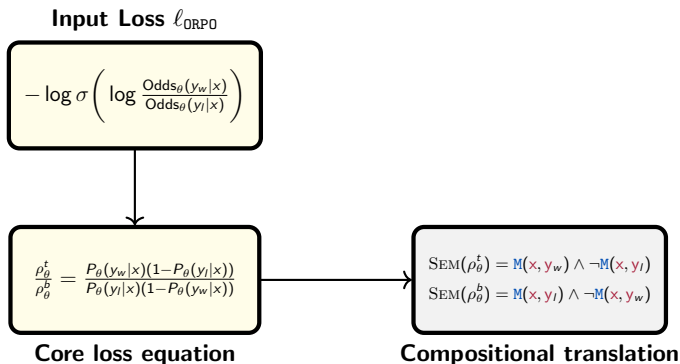 Input Loss ℓ_ORPO
− log σ ( log Odds_θ(y_w|x) / Odds_θ(y_l|x) )
ρ_θ^t / ρ_θ^b = P_θ(y_w|x)(1−P_θ(y_l|x)) / P_θ(y_l|x)(1−P_θ(y_w|x))
Core loss equation
SEM(ρ_θ^t) = M(x, y_w) ∧ ¬M(x, y_l)
SEM(ρ_θ^b) = M(x, y_l) ∧ ¬M(x, y_w)
Compositional translation